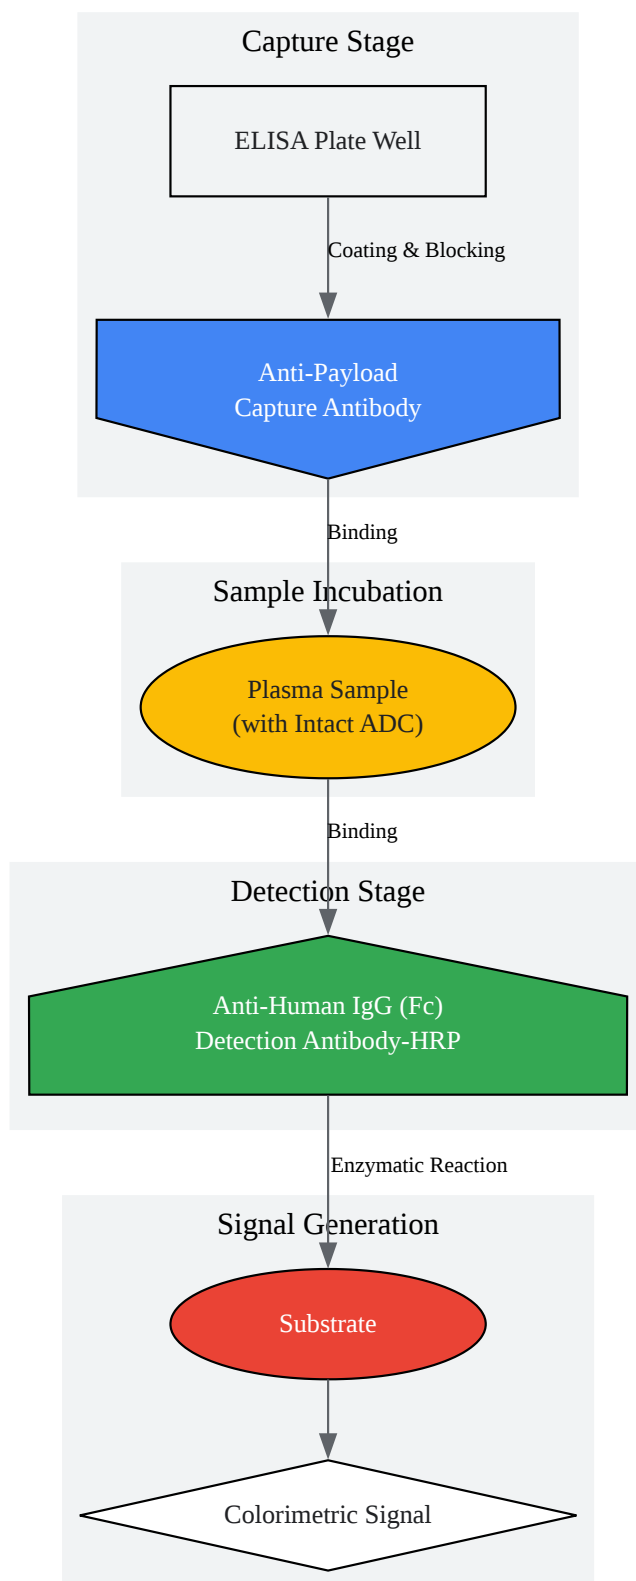 Capture Stage
ELISA Plate Well
Coating & Blocking
Anti-Payload
Capture Antibody
Binding
Sample Incubation
Plasma Sample
(with Intact ADC)
Binding
Detection Stage
Anti-Human IgG (Fc)
Detection Antibody-HRP
Enzymatic Reaction
Signal Generation
Substrate
Colorimetric Signal